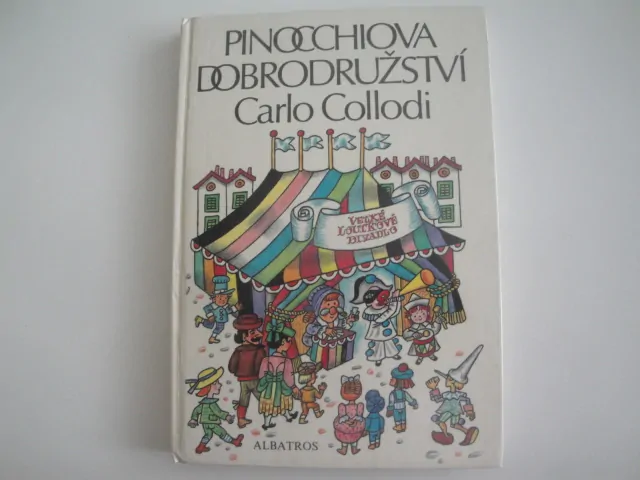 PINOCCHIOVA
DOBRODRUŽSTVÍ
Carlo Collodi
VELKÉ
LOUTKOVÉ
DIVADLO
ALBATROS